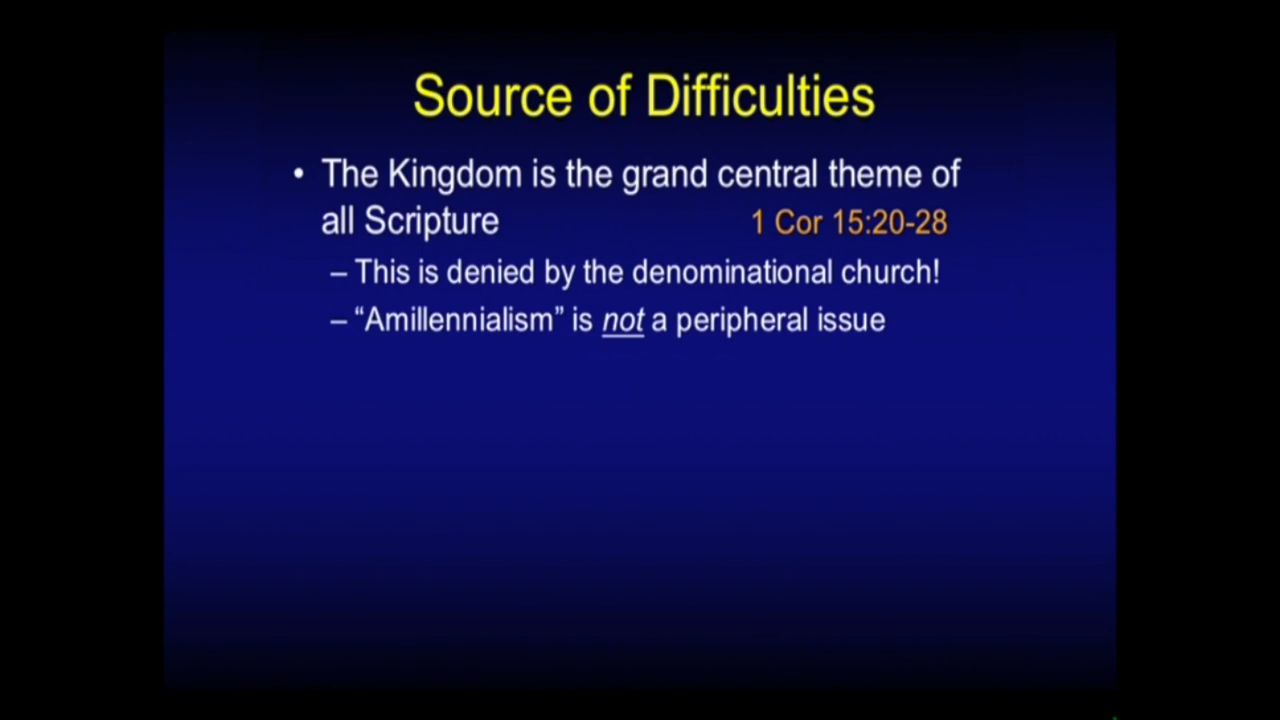 Source of Difficulties
• The Kingdom is the grand central theme of
all Scripture 1 Cor 15:20-28
– This is denied by the denominational church!
– “Amillennialism” is not a peripheral issue